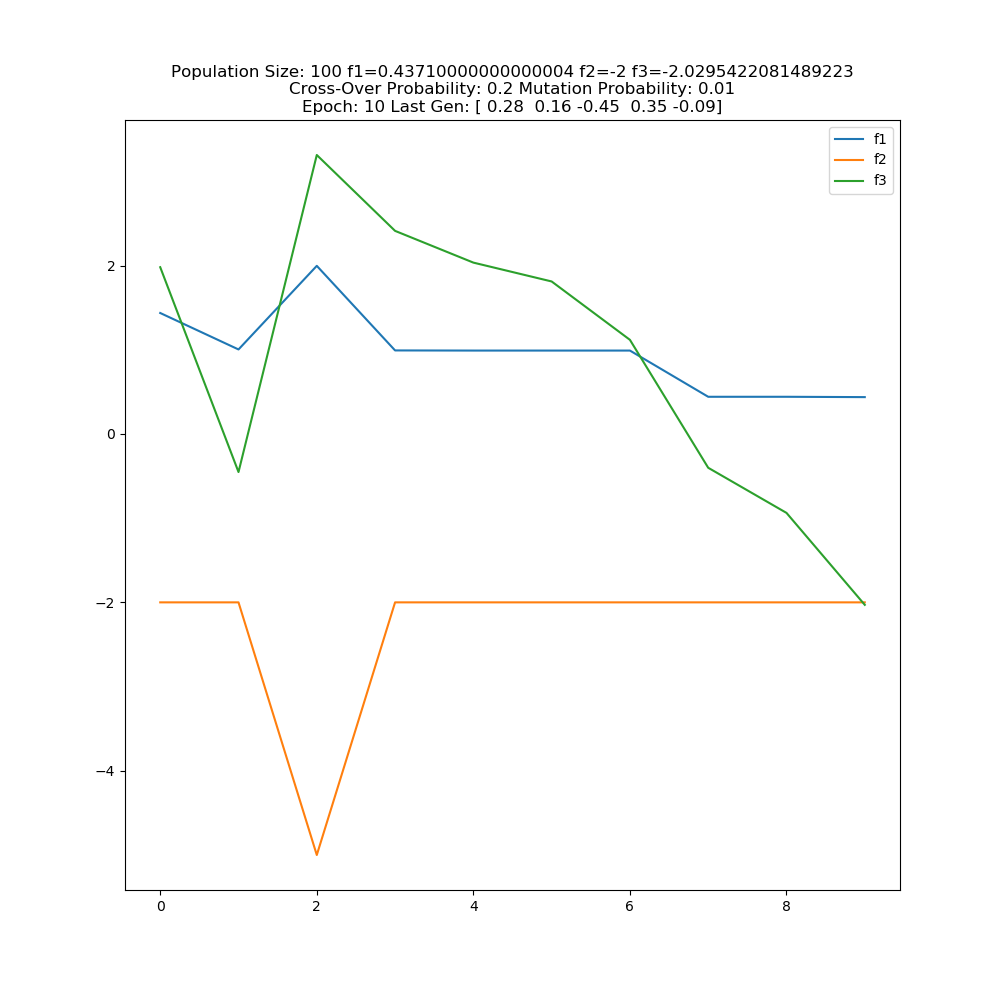 Population Size: 100 f1=0.43710000000000004 f2=-2 f3=-2.0295422081489223
Cross-Over Probability: 0.2 Mutation Probability: 0.01
Epoch: 10 Last Gen: [ 0.28  0.16 -0.45  0.35 -0.09]
f1
f2
f3
2
0
−2
−4
0 2 4 6 8